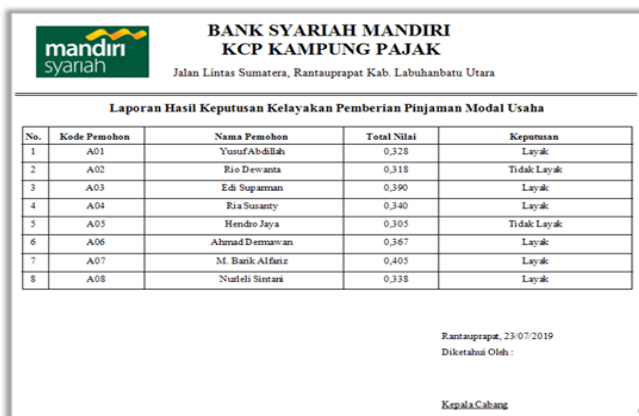 mandiri
syariah
BANK SYARIAH MANDIRI
KCP KAMPUNG PAJAK
Jalan Lintas Sumatera, Rantauprapat Kab. Labuhanbatu Utara
Laporan Hasil Keputusan Kelayakan Pemberian Pinjaman Modal Usaha
No. Kode Pemohon Nama Pemohon Total Nilai Keputusan
1 A01 Yusuf Abdillah 0,328 Layak
2 A02 Rio Dewanta 0,318 Tidak Layak
3 A03 Edi Suparman 0,390 Layak
4 A04 Ria Susanty 0,340 Layak
5 A05 Hendro Jaya 0,305 Tidak Layak
6 A06 Ahmad Dermawan 0,367 Layak
7 A07 M. Barik Alfariz 0,405 Layak
8 A08 Nurleli Sintani 0,338 Layak
Rantauprapat, 23/07/2019
Diketahui Oleh :
Kepala Cabang